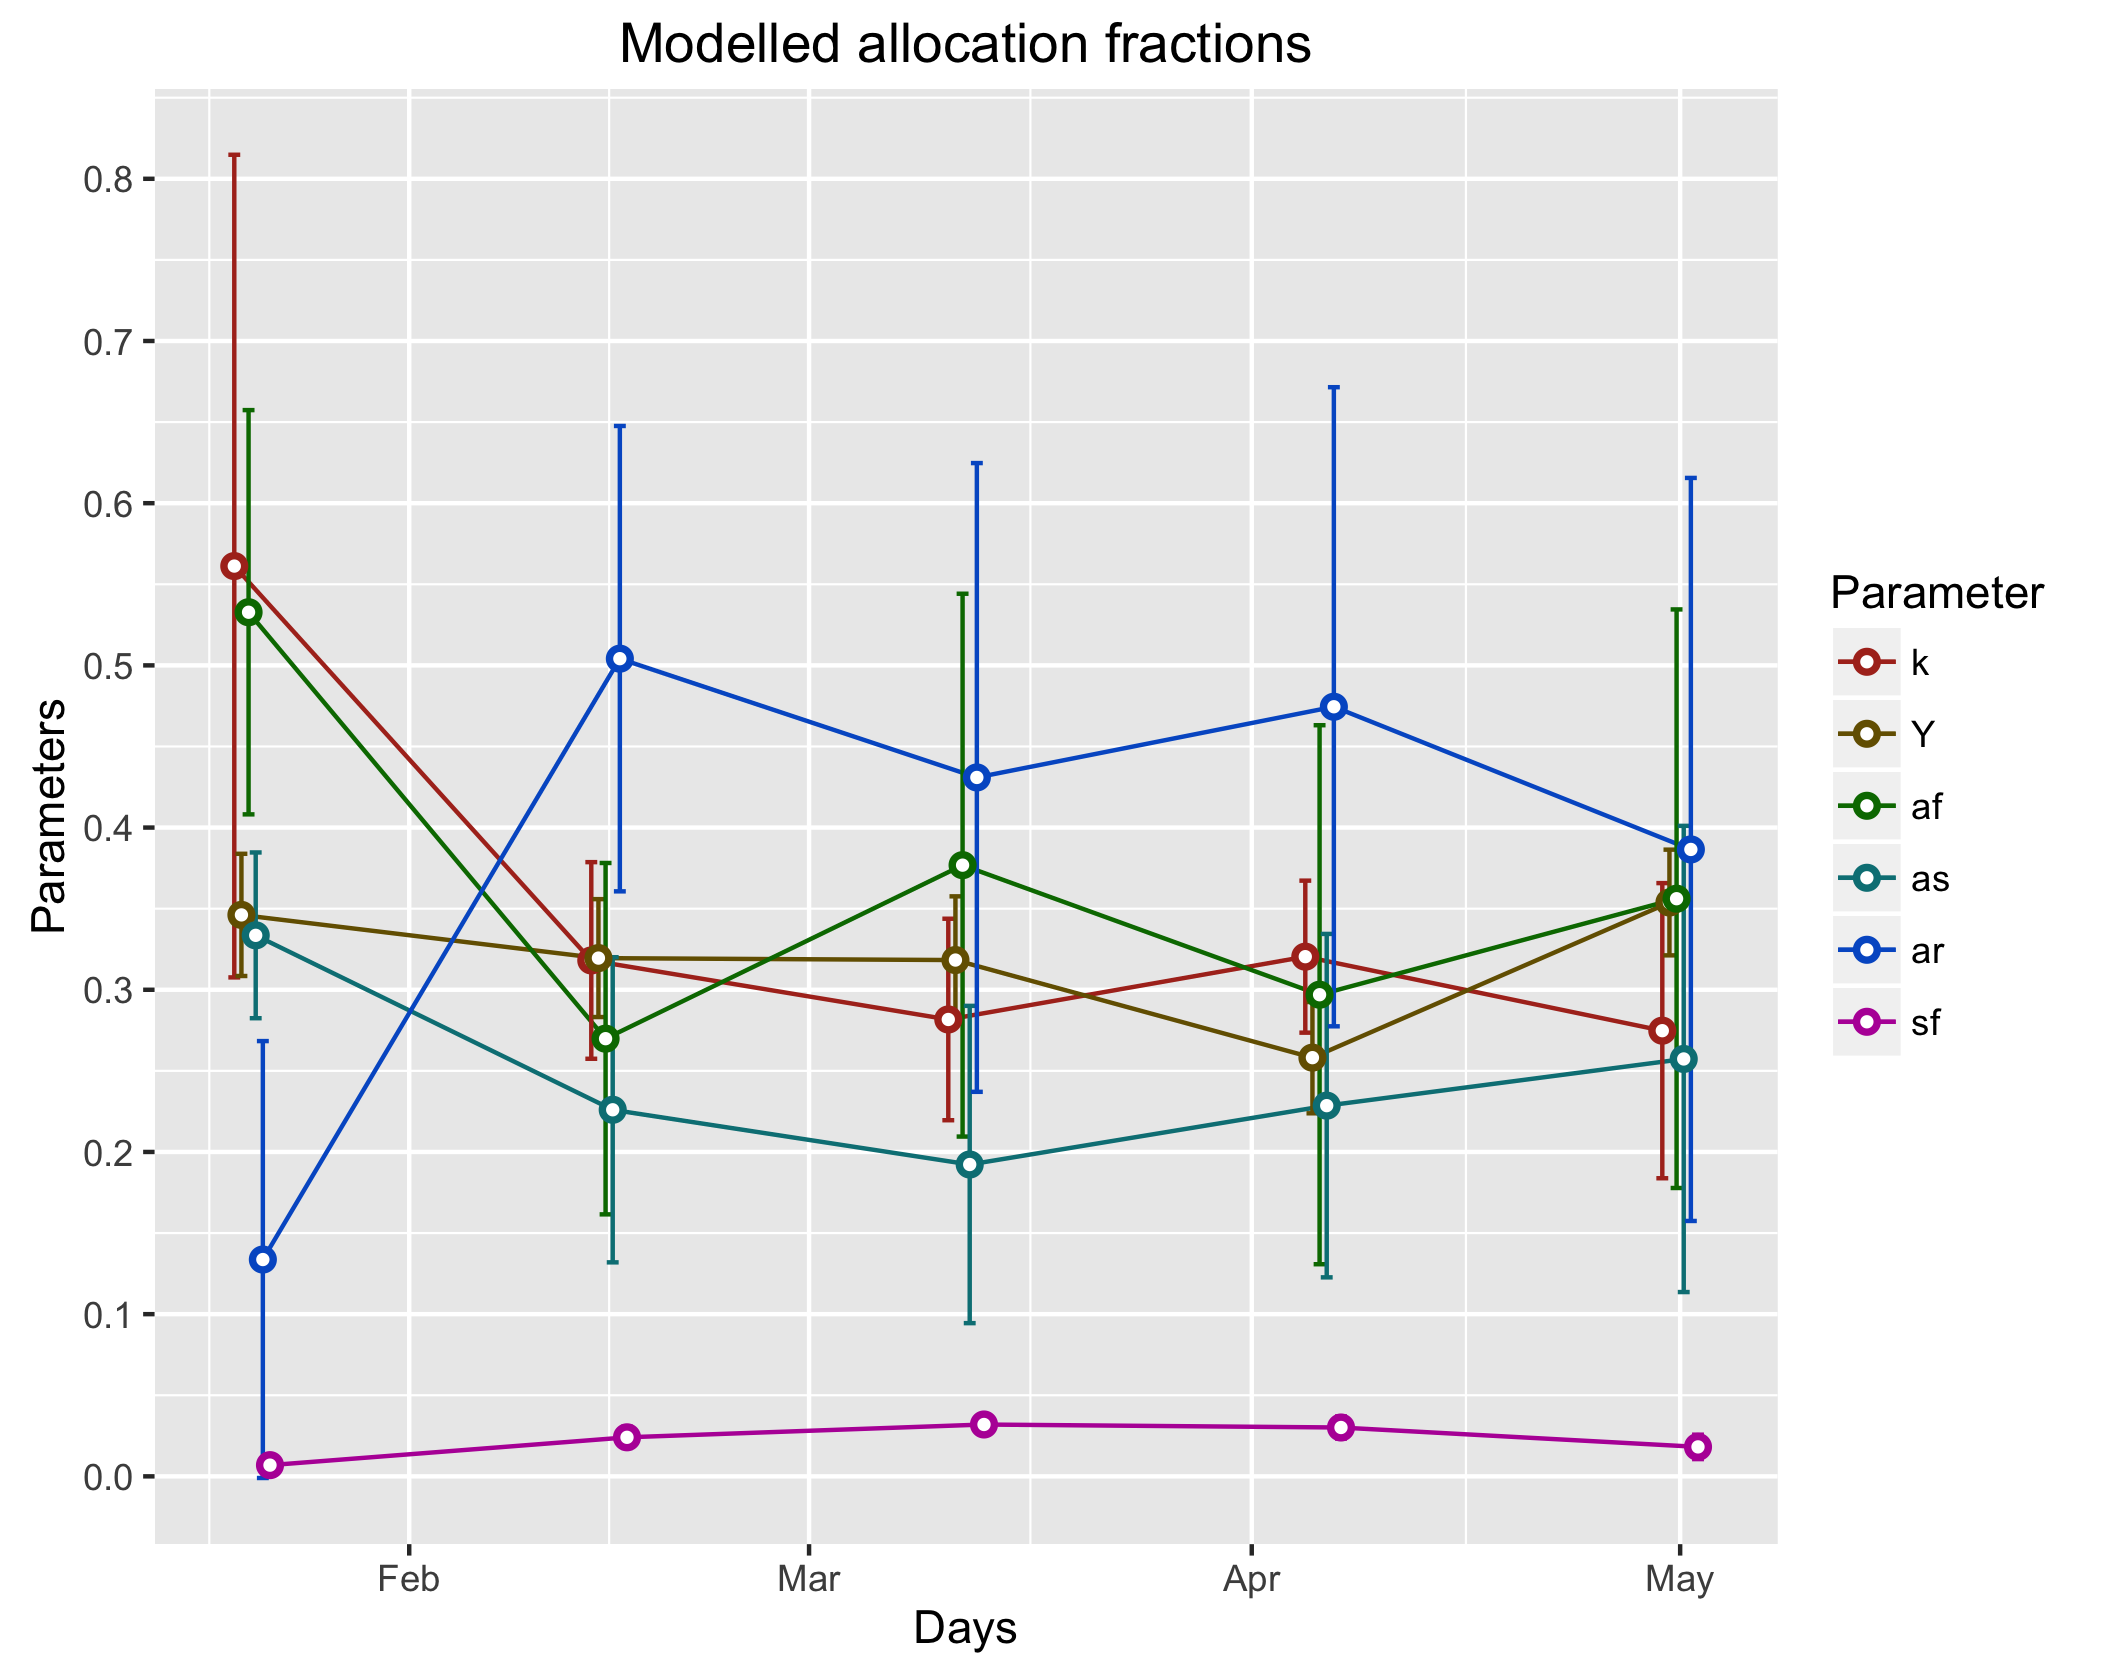 Modelled allocation fractions
Parameters
0.8
0.7
0.6
0.5
0.4
0.3
0.2
0.1
0.0
Feb Mar Apr May
Days
Parameter
k
Y
af
as
ar
sf